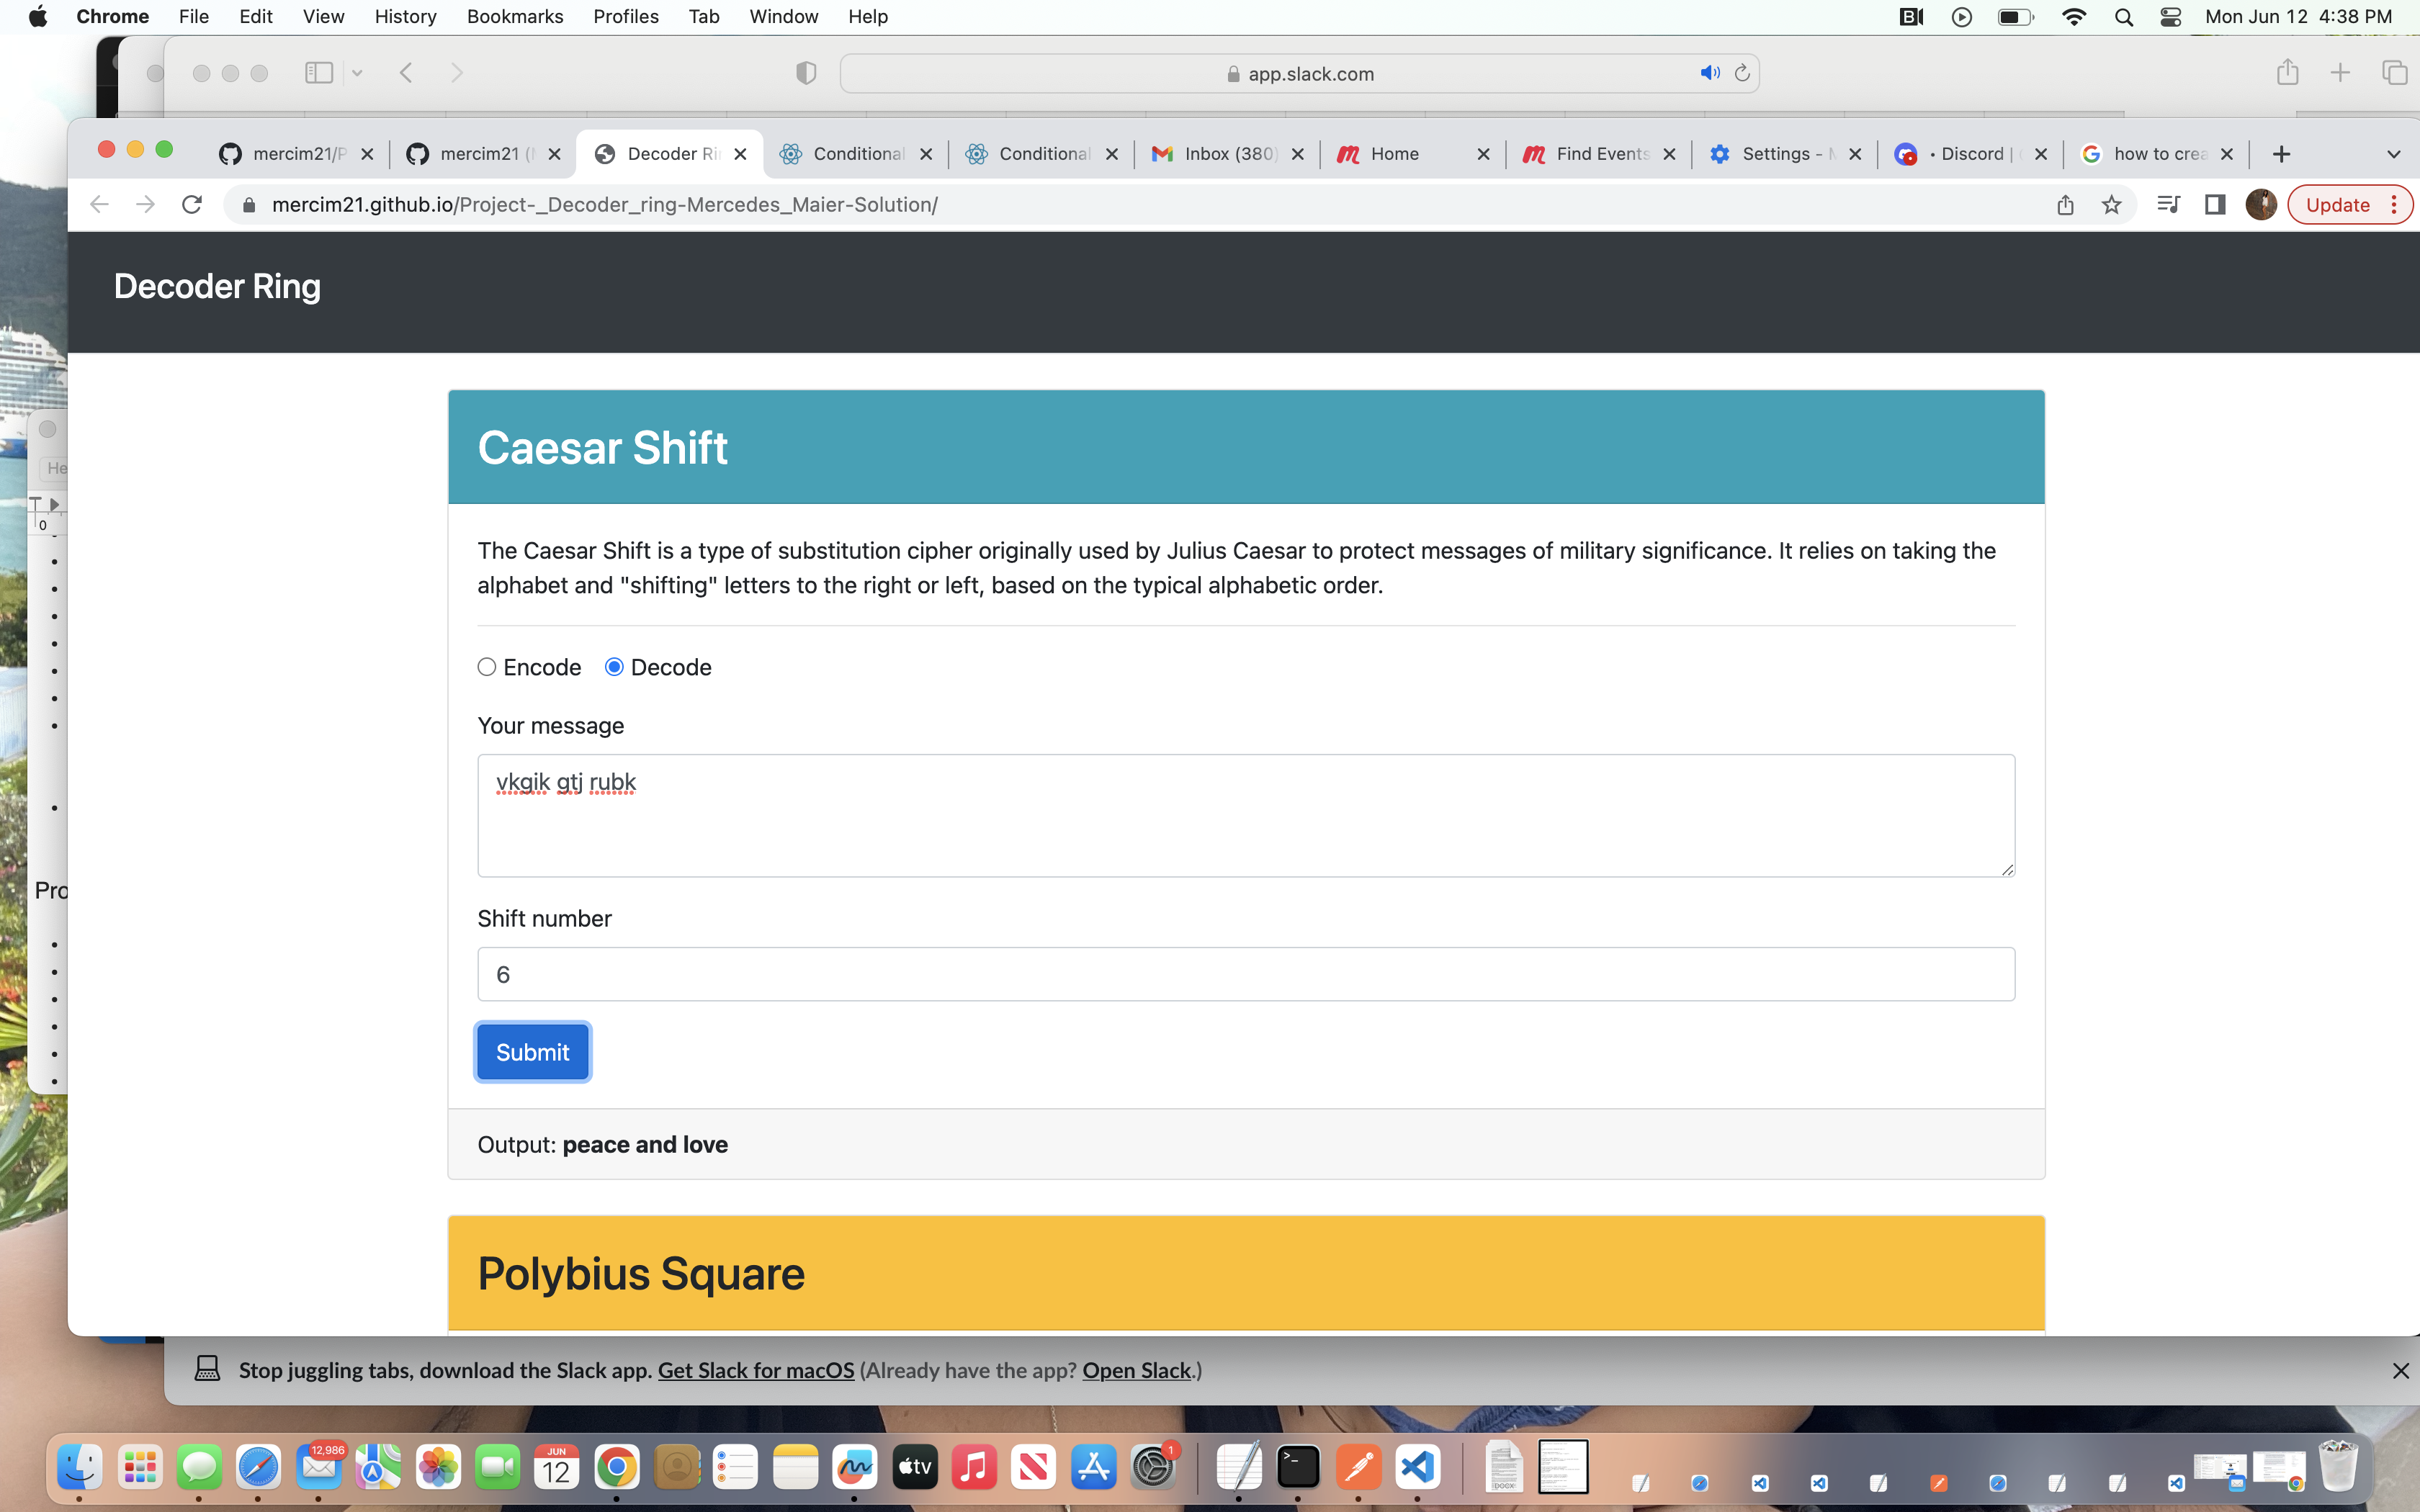 Chrome File Edit View History Bookmarks Profiles Tab Window Help Mon Jun 12 4:38 PM
app.slack.com
mercim21/P mercim21 ( Decoder Ri Conditional Conditional Inbox (380) Home Find Events Settings - Discord | how to crea
mercim21.github.io/Project-_Decoder_ring-Mercedes_Maier-Solution/ Update
Decoder Ring
Caesar Shift
He
0
The Caesar Shift is a type of substitution cipher originally used by Julius Caesar to protect messages of military significance. It relies on taking the
alphabet and "shifting" letters to the right or left, based on the typical alphabetic order.
Encode Decode
Your message
vkgik gtj rubk
Pro
Shift number
6
Submit
Output: peace and love
Polybius Square
Stop juggling tabs, download the Slack app. Get Slack for macOS (Already have the app? Open Slack.)
12,986 JUN 12 tv 1 DOCX